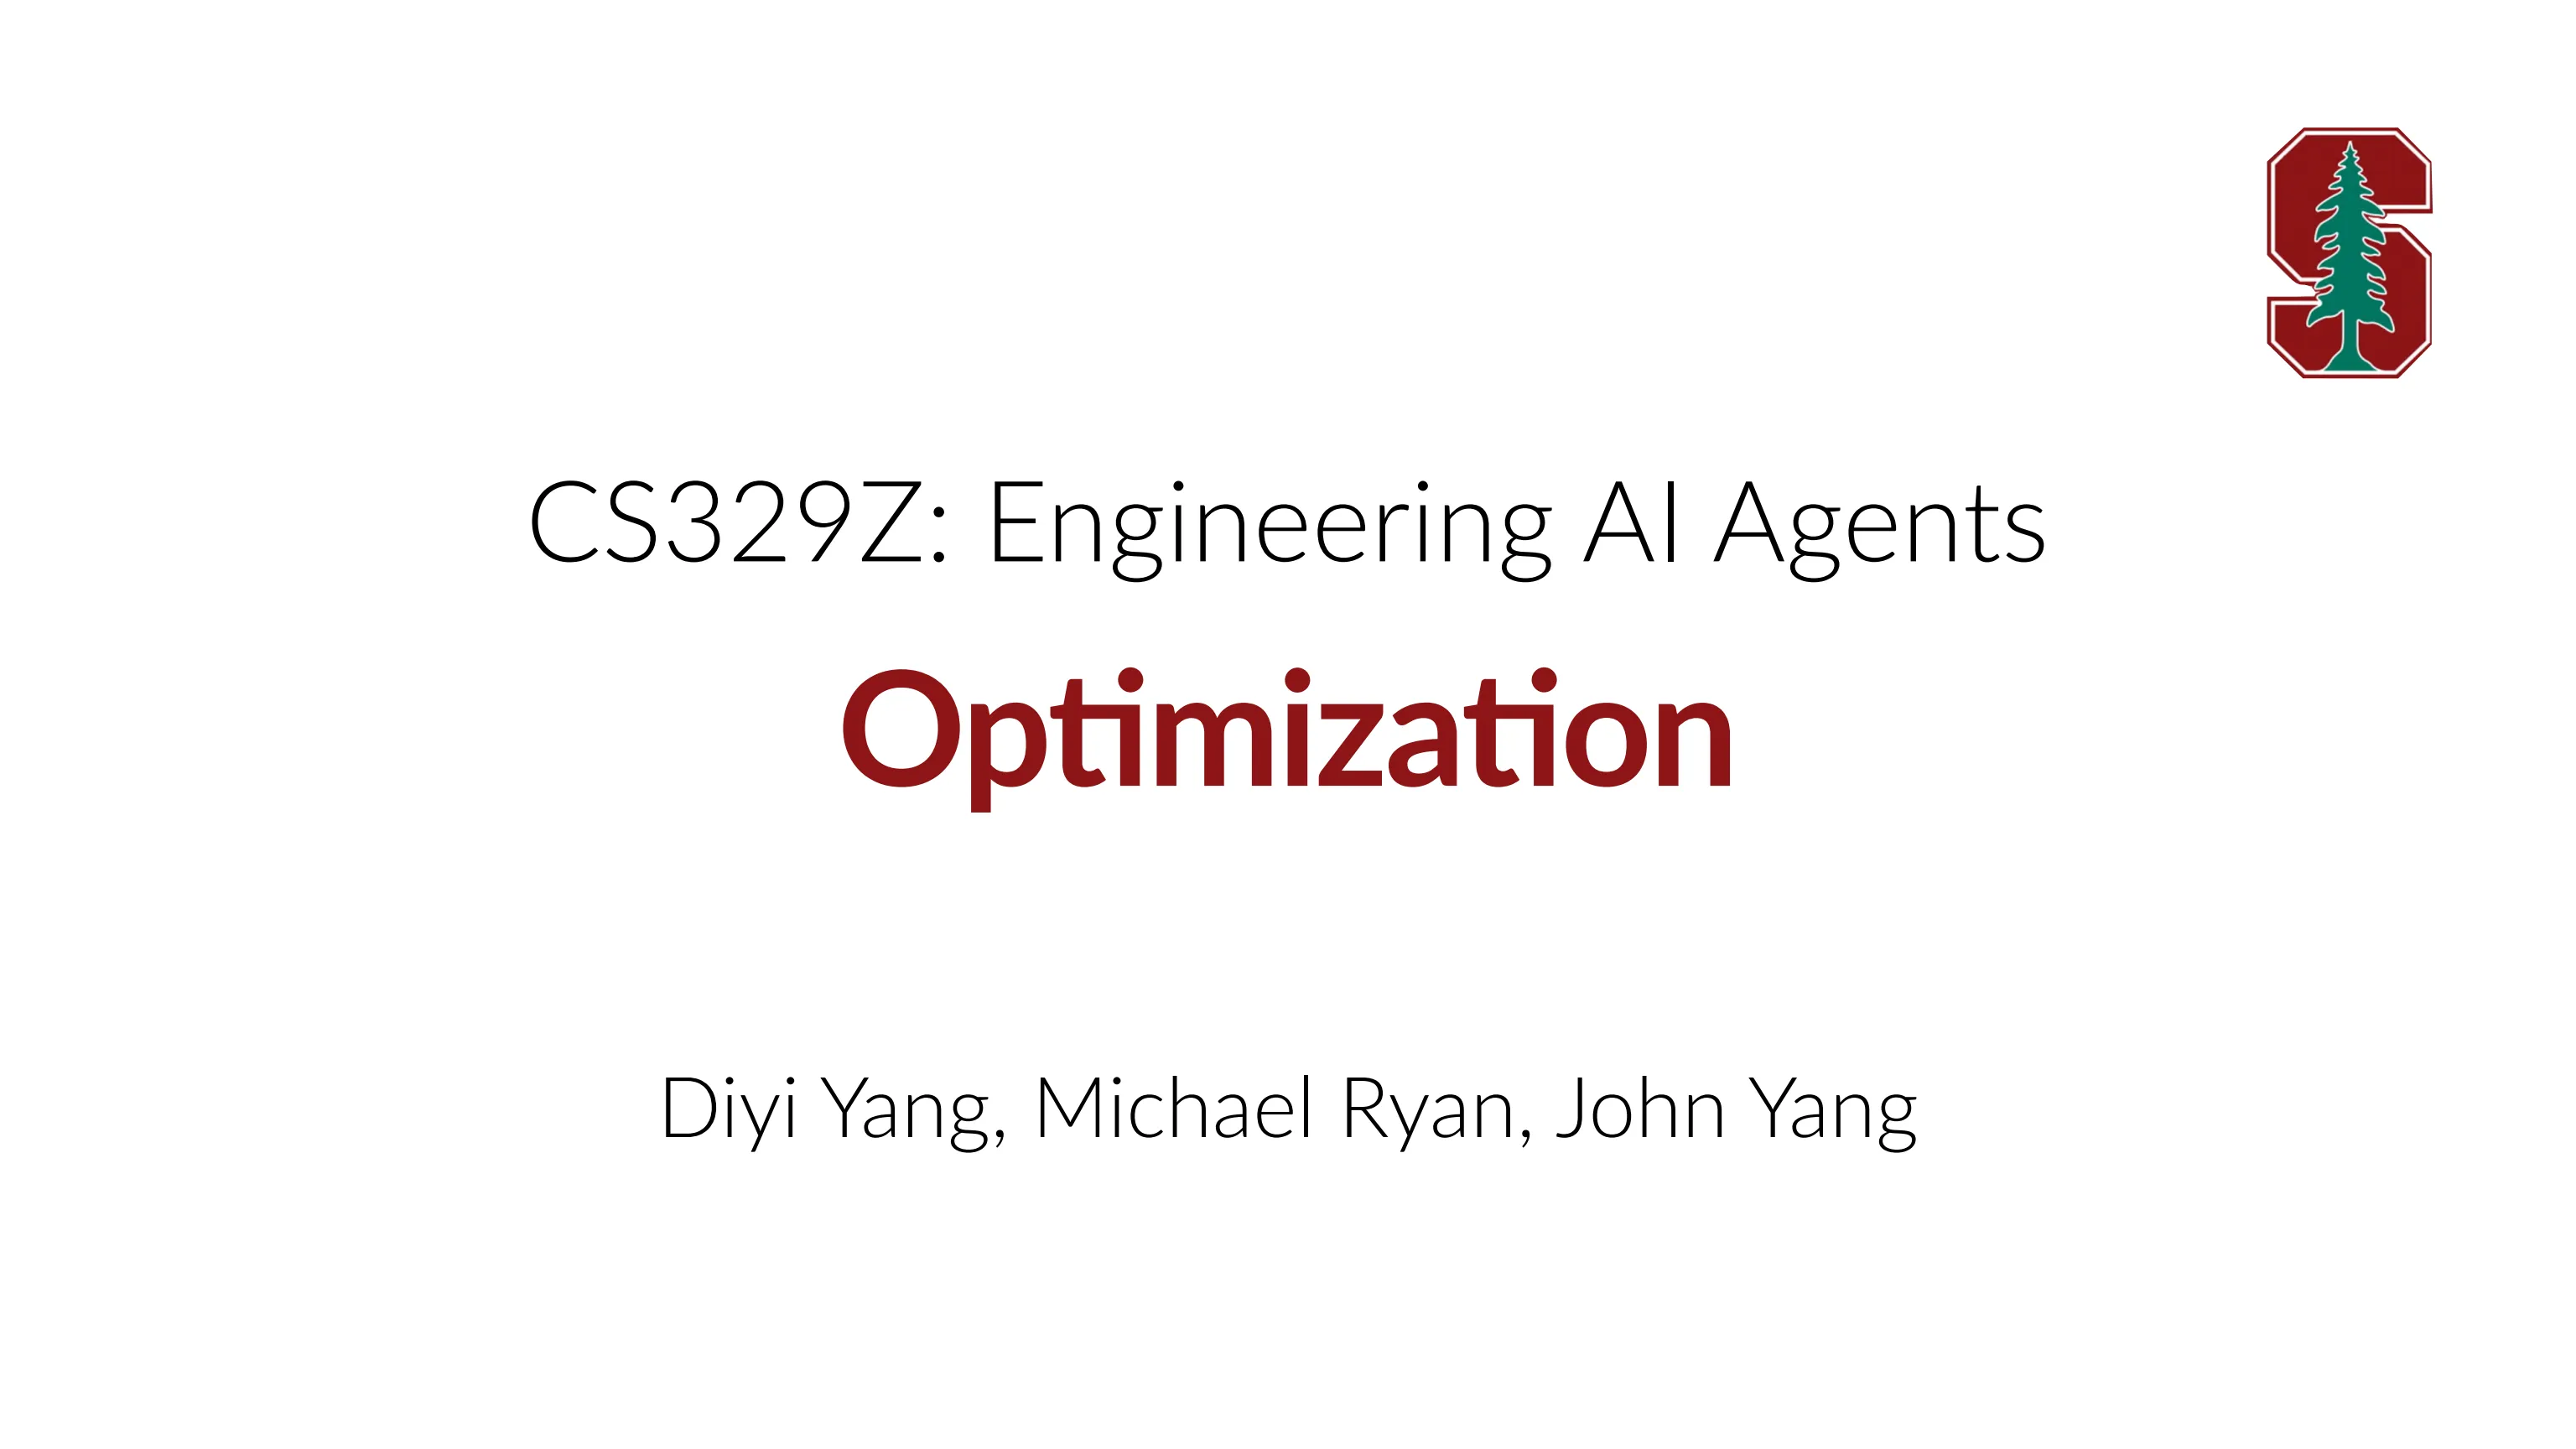 CS329Z: Engineering AI Agents
Optimization
Diyi Yang, Michael Ryan, John Yang